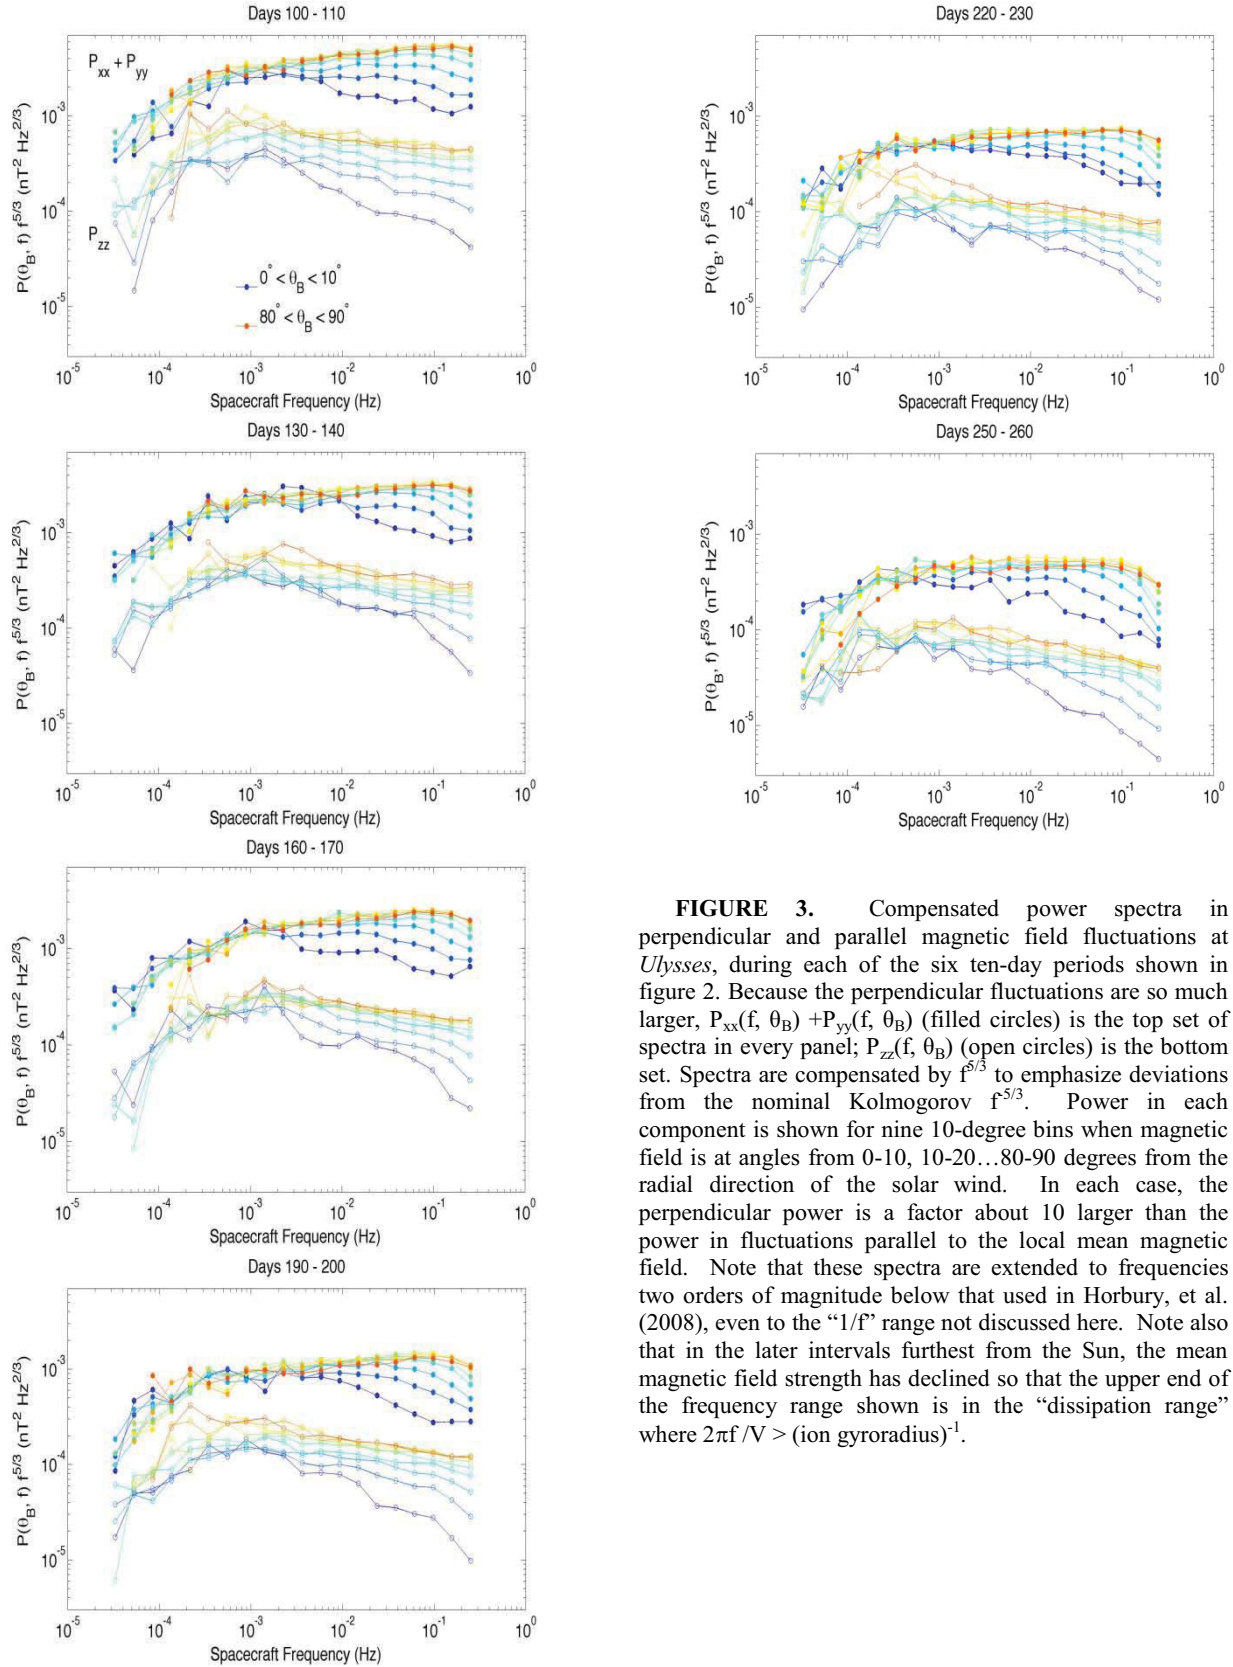 Days 100 - 110
P_xx + P_yy
P_zz
0° < θ_B < 10°
80° < θ_B < 90°
P(θ_B, f) f^5/3 (nT^2 Hz^2/3)
10^-3
10^-4
10^-5
10^-5 10^-4 10^-3 10^-2 10^-1 10^0
Spacecraft Frequency (Hz)
Days 130 - 140
P(θ_B, f) f^5/3 (nT^2 Hz^2/3)
10^-3
10^-4
10^-5
10^-5 10^-4 10^-3 10^-2 10^-1 10^0
Spacecraft Frequency (Hz)
Days 160 - 170
P(θ_B, f) f^5/3 (nT^2 Hz^2/3)
10^-3
10^-4
10^-5
10^-5 10^-4 10^-3 10^-2 10^-1 10^0
Spacecraft Frequency (Hz)
Days 190 - 200
P(θ_B, f) f^5/3 (nT^2 Hz^2/3)
10^-3
10^-4
10^-5
10^-5 10^-4 10^-3 10^-2 10^-1 10^0
Spacecraft Frequency (Hz)
Days 220 - 230
P(θ_B, f) f^5/3 (nT^2 Hz^2/3)
10^-3
10^-4
10^-5
10^-5 10^-4 10^-3 10^-2 10^-1 10^0
Spacecraft Frequency (Hz)
Days 250 - 260
P(θ_B, f) f^5/3 (nT^2 Hz^2/3)
10^-3
10^-4
10^-5
10^-5 10^-4 10^-3 10^-2 10^-1 10^0
Spacecraft Frequency (Hz)
FIGURE 3. Compensated power spectra in
perpendicular and parallel magnetic field fluctuations at
Ulysses, during each of the six ten-day periods shown in
figure 2. Because the perpendicular fluctuations are so much
larger, P_xx(f, θ_B) +P_yy(f, θ_B) (filled circles) is the top set of
spectra in every panel; P_zz(f, θ_B) (open circles) is the bottom
set. Spectra are compensated by f^5/3 to emphasize deviations
from the nominal Kolmogorov f^-5/3. Power in each
component is shown for nine 10-degree bins when magnetic
field is at angles from 0-10, 10-20…80-90 degrees from the
radial direction of the solar wind. In each case, the
perpendicular power is a factor about 10 larger than the
power in fluctuations parallel to the local mean magnetic
field. Note that these spectra are extended to frequencies
two orders of magnitude below that used in Horbury, et al.
(2008), even to the “1/f” range not discussed here. Note also
that in the later intervals furthest from the Sun, the mean
magnetic field strength has declined so that the upper end of
the frequency range shown is in the “dissipation range”
where 2πf /V > (ion gyroradius)^-1.